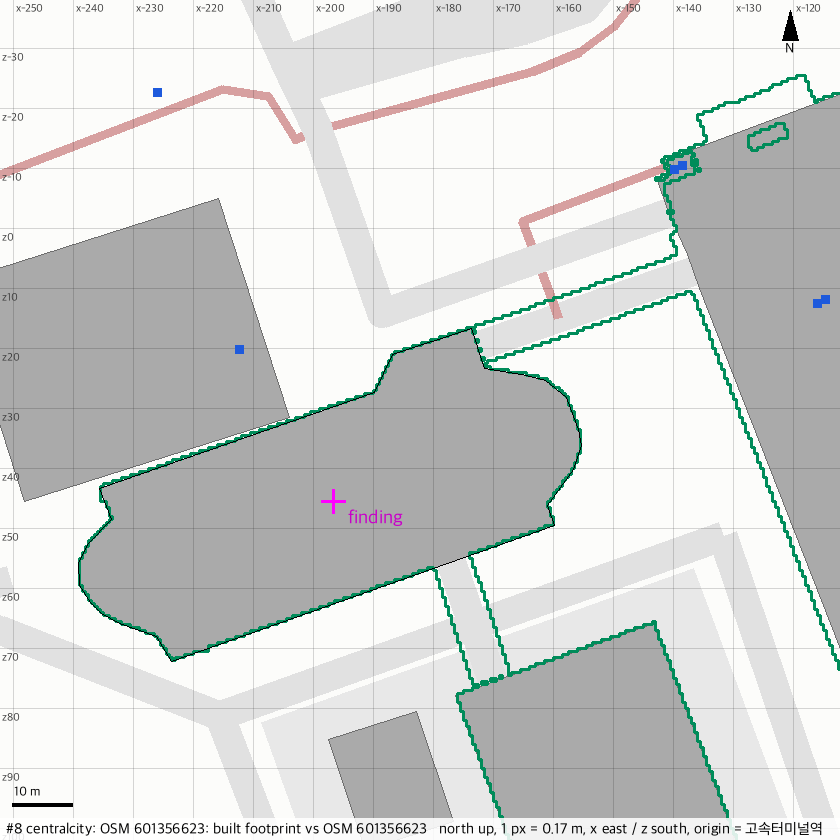 x-250 x-240 x-230 x-220 x-210 x-200 x-190 x-180 x-170 x-160 x-150 x-140 x-130 x-120
N
z-30
z-20
z-10
z0
z10
z20
z30
z40
z50
z60
z70
z80
z90
finding
10 m
#8 centralcity: OSM 601356623: built footprint vs OSM 601356623 north up, 1 px = 0.17 m, x east / z south, origin = 고속터미널역